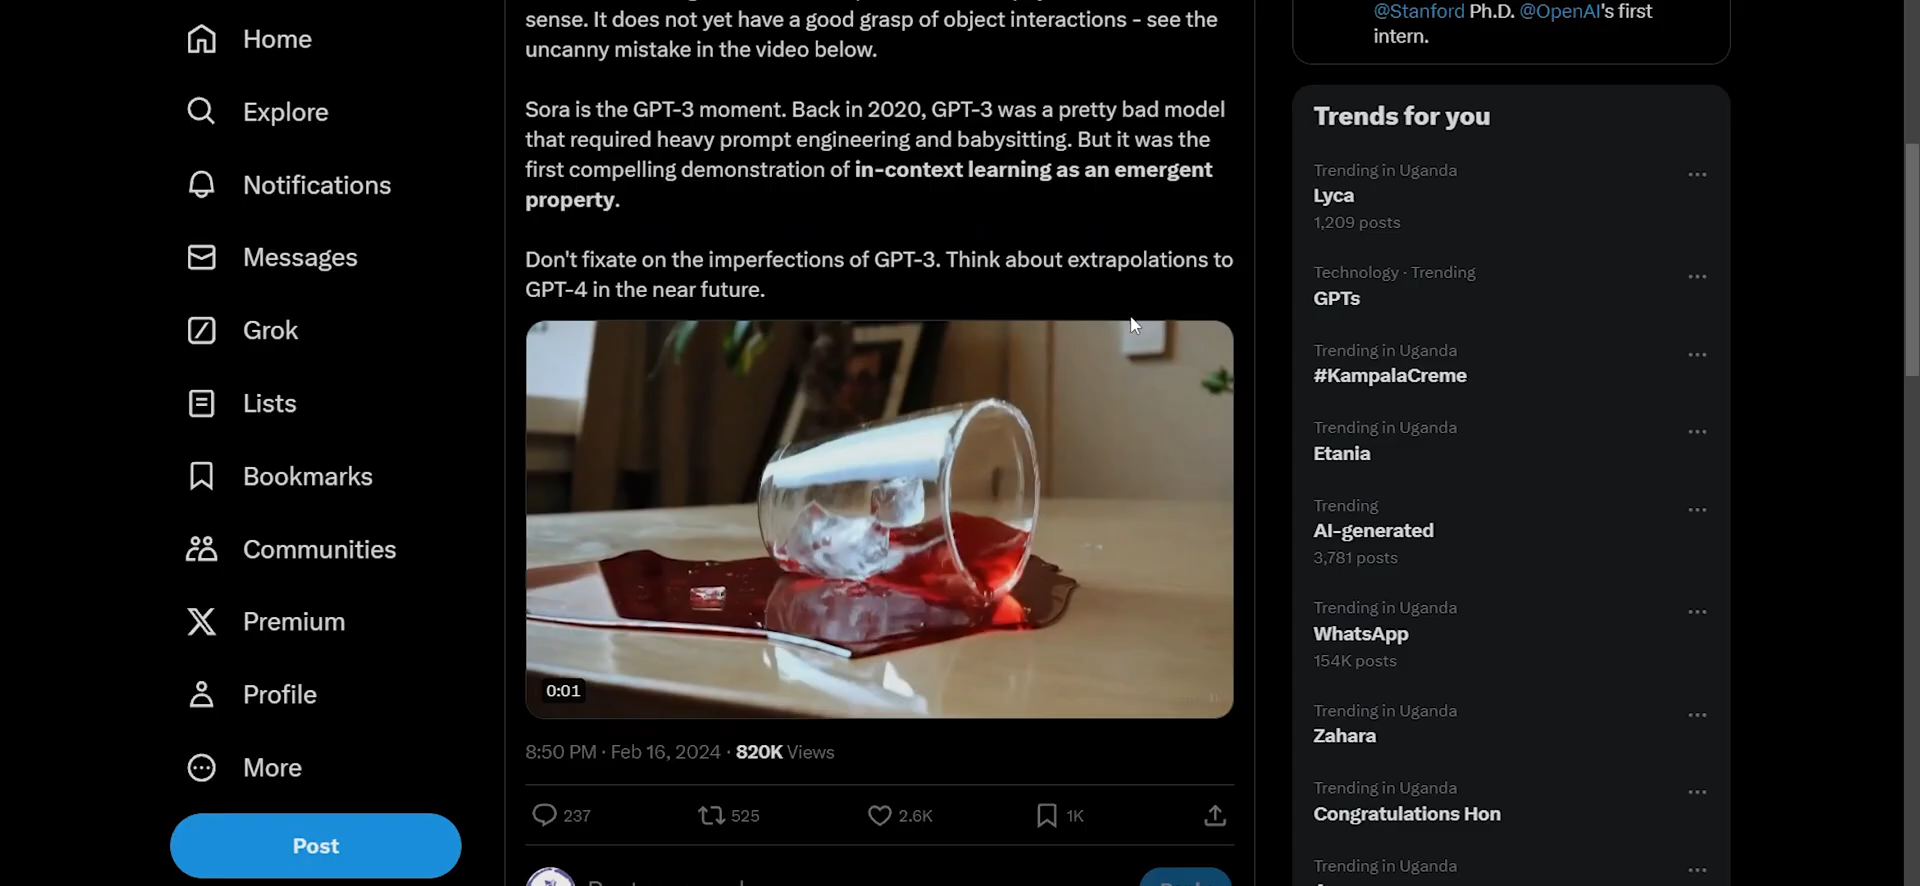 Home
Explore
Notifications
Messages
Grok
Lists
Bookmarks
Communities
Premium
Profile
More
Post
sense. It does not yet have a good grasp of object interactions - see the
uncanny mistake in the video below.
Sora is the GPT-3 moment. Back in 2020, GPT-3 was a pretty bad model
that required heavy prompt engineering and babysitting. But it was the
first compelling demonstration of in-context learning as an emergent
property.
Don't fixate on the imperfections of GPT-3. Think about extrapolations to
GPT-4 in the near future.
0:01
8:50 PM · Feb 16, 2024 · 820K Views
237 525 2.6K 1K
@Stanford Ph.D. @OpenAI's first
intern.
Trends for you
Trending in Uganda
Lyca
1,209 posts
Technology · Trending
GPTs
Trending in Uganda
#KampalaCreme
Trending in Uganda
Etania
Trending
AI-generated
3,781 posts
Trending in Uganda
WhatsApp
154K posts
Trending in Uganda
Zahara
Trending in Uganda
Congratulations Hon
Trending in Uganda